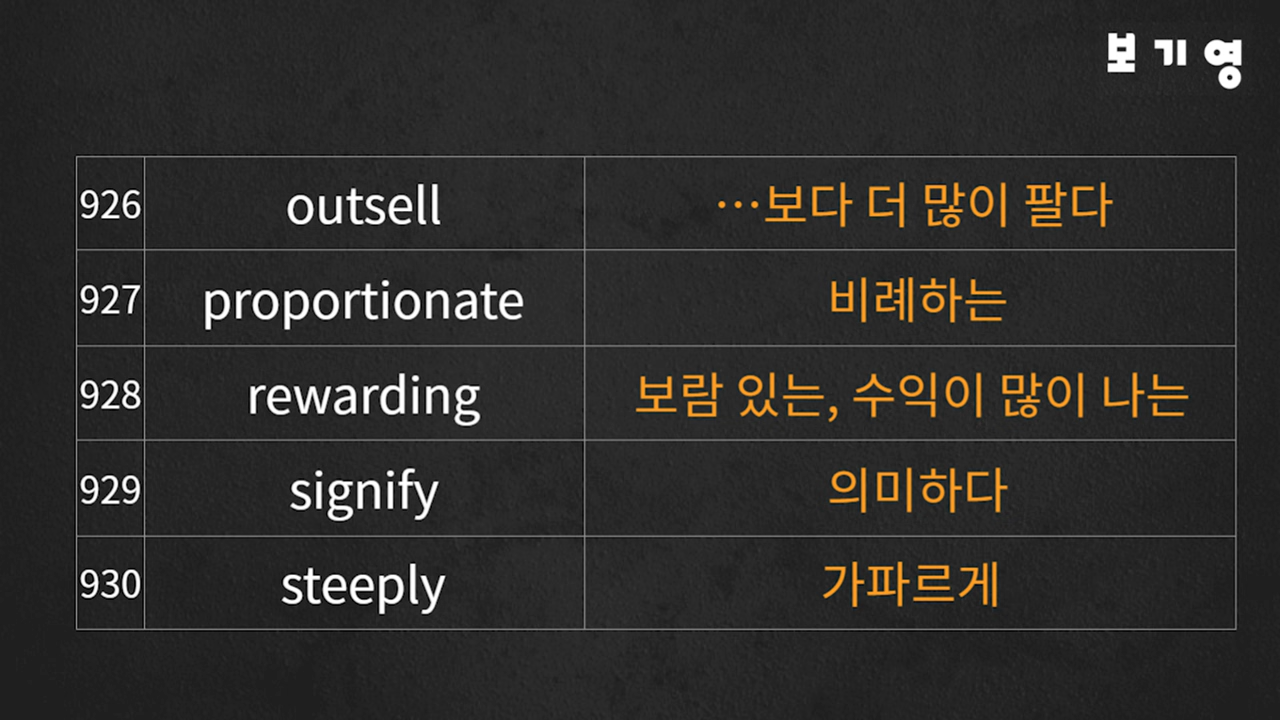 보기영
926 outsell …보다 더 많이 팔다
927 proportionate 비례하는
928 rewarding 보람 있는, 수익이 많이 나는
929 signify 의미하다
930 steeply 가파르게